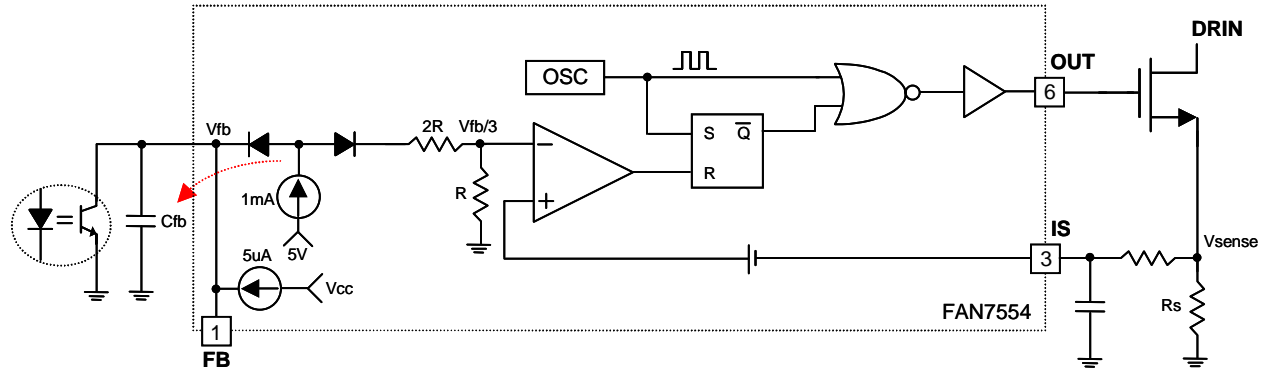 DRIN
OUT
OSC
6
Vfb
2R
Vfb/3
S
Q
R
R
1mA
Cfb
5V
IS
5uA
Vcc
3
Vsense
FAN7554
Rs
1
FB